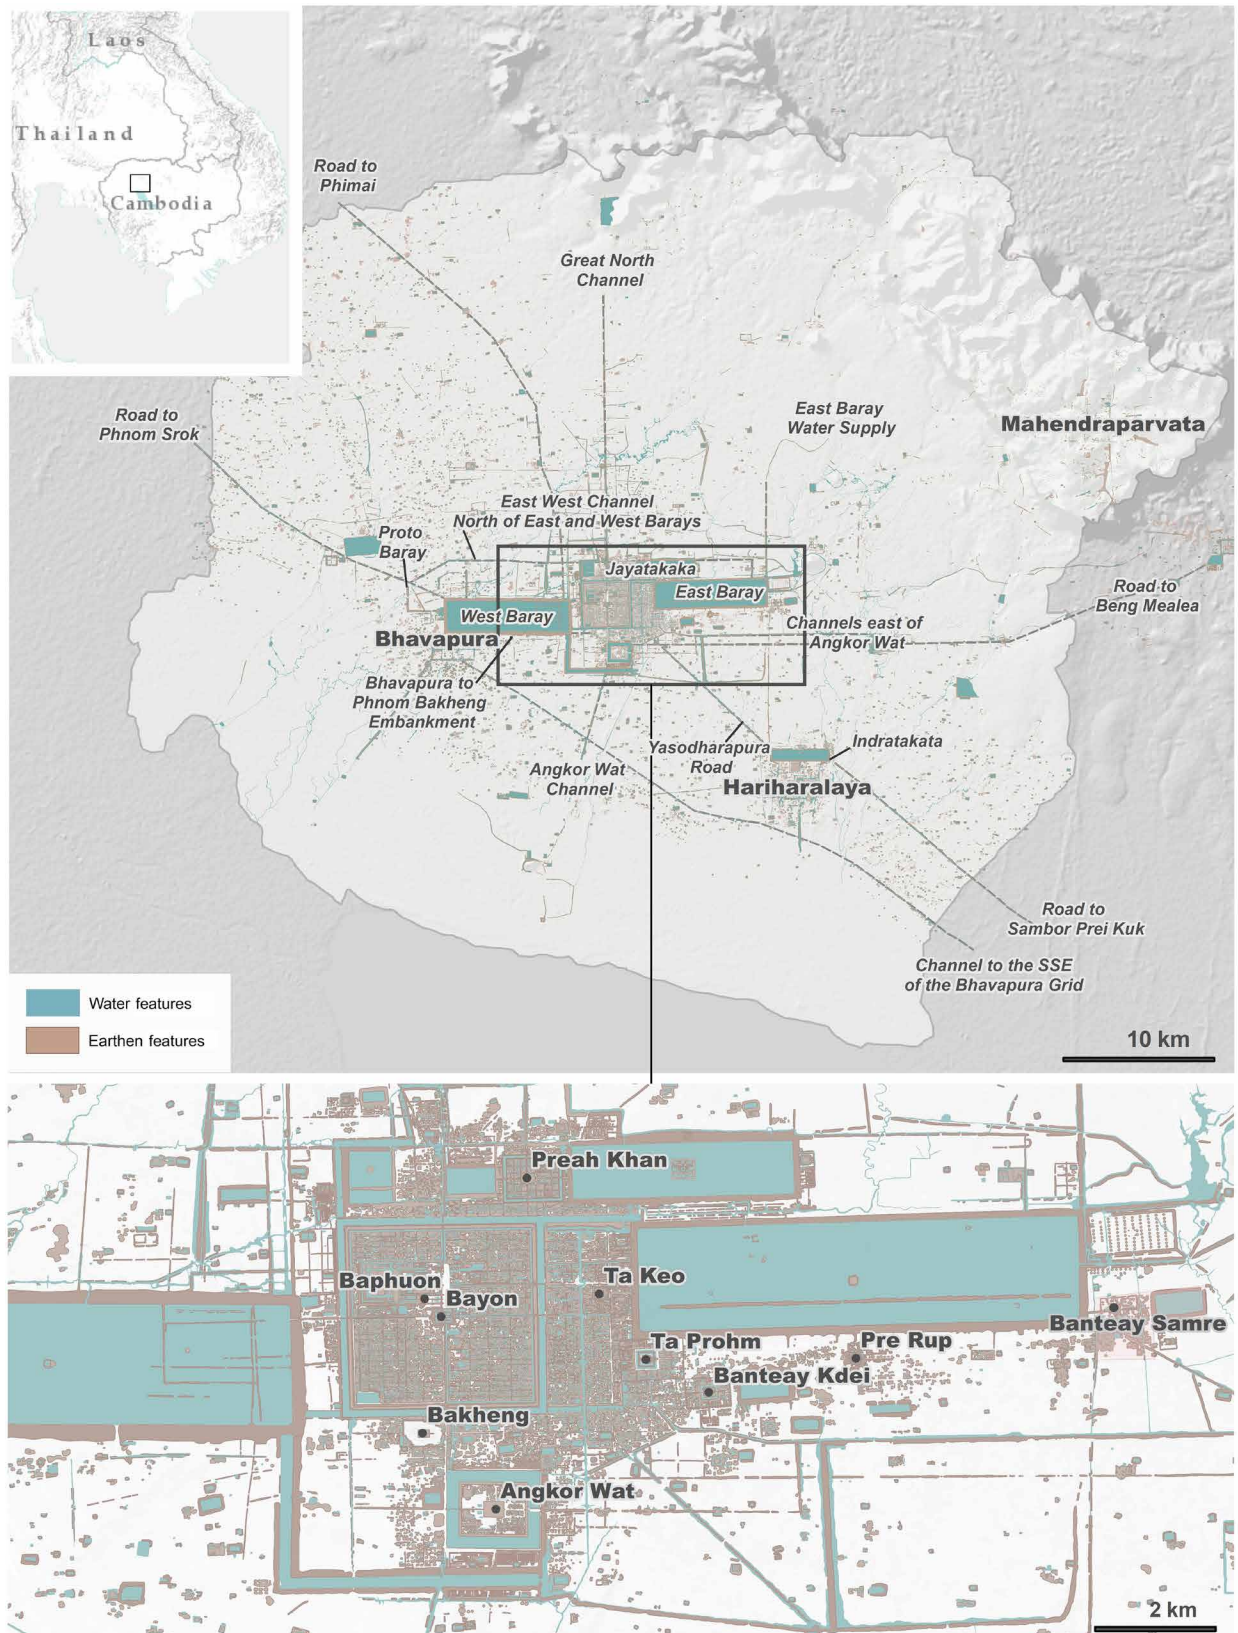 Laos
Thailand
Cambodia
Road to
Phimai
Great North
Channel
Road to
Phnom Srok
East Baray
Water Supply
Mahendraparvata
East West Channel
North of East and West Barays
Proto
Baray
Jayatakaka
East Baray
Road to
Beng Mealea
West Baray
Channels east of
Angkor Wat
Bhavapura
Bhavapura to
Phnom Bakheng
Embankment
Yasodharapura
Road
Indratakata
Angkor Wat
Channel
Hariharalaya
Road to
Sambor Prei Kuk
Channel to the SSE
of the Bhavapura Grid
Water features
Earthen features
10 km
Preah Khan
Baphuon
Bayon
Ta Keo
Banteay Samre
Ta Prohm
Pre Rup
Banteay Kdei
Bakheng
Angkor Wat
2 km